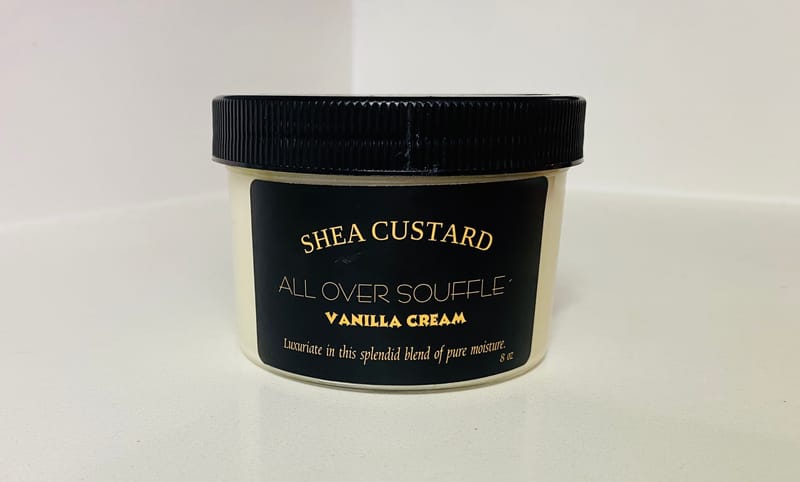 SHEA CUSTARD
ALL OVER SOUFFLE´
VANILLA CREAM
Luxuriate in this splendid blend of pure moisture.
8 oz